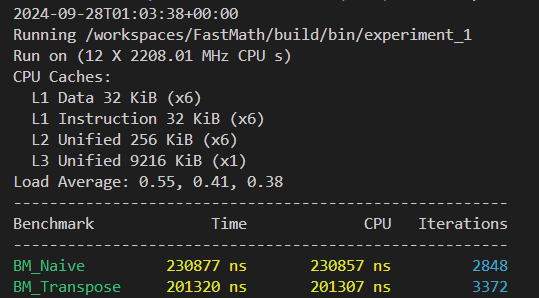 2024-09-28T01:03:38+00:00
Running /workspaces/FastMath/build/bin/experiment_1
Run on (12 X 2208.01 MHz CPU s)
CPU Caches:
  L1 Data 32 KiB (x6)
  L1 Instruction 32 KiB (x6)
  L2 Unified 256 KiB (x6)
  L3 Unified 9216 KiB (x1)
Load Average: 0.55, 0.41, 0.38
-------------------------------------------------------
Benchmark             Time             CPU   Iterations
-------------------------------------------------------
BM_Naive         230877 ns       230857 ns         2848
BM_Transpose     201320 ns       201307 ns         3372